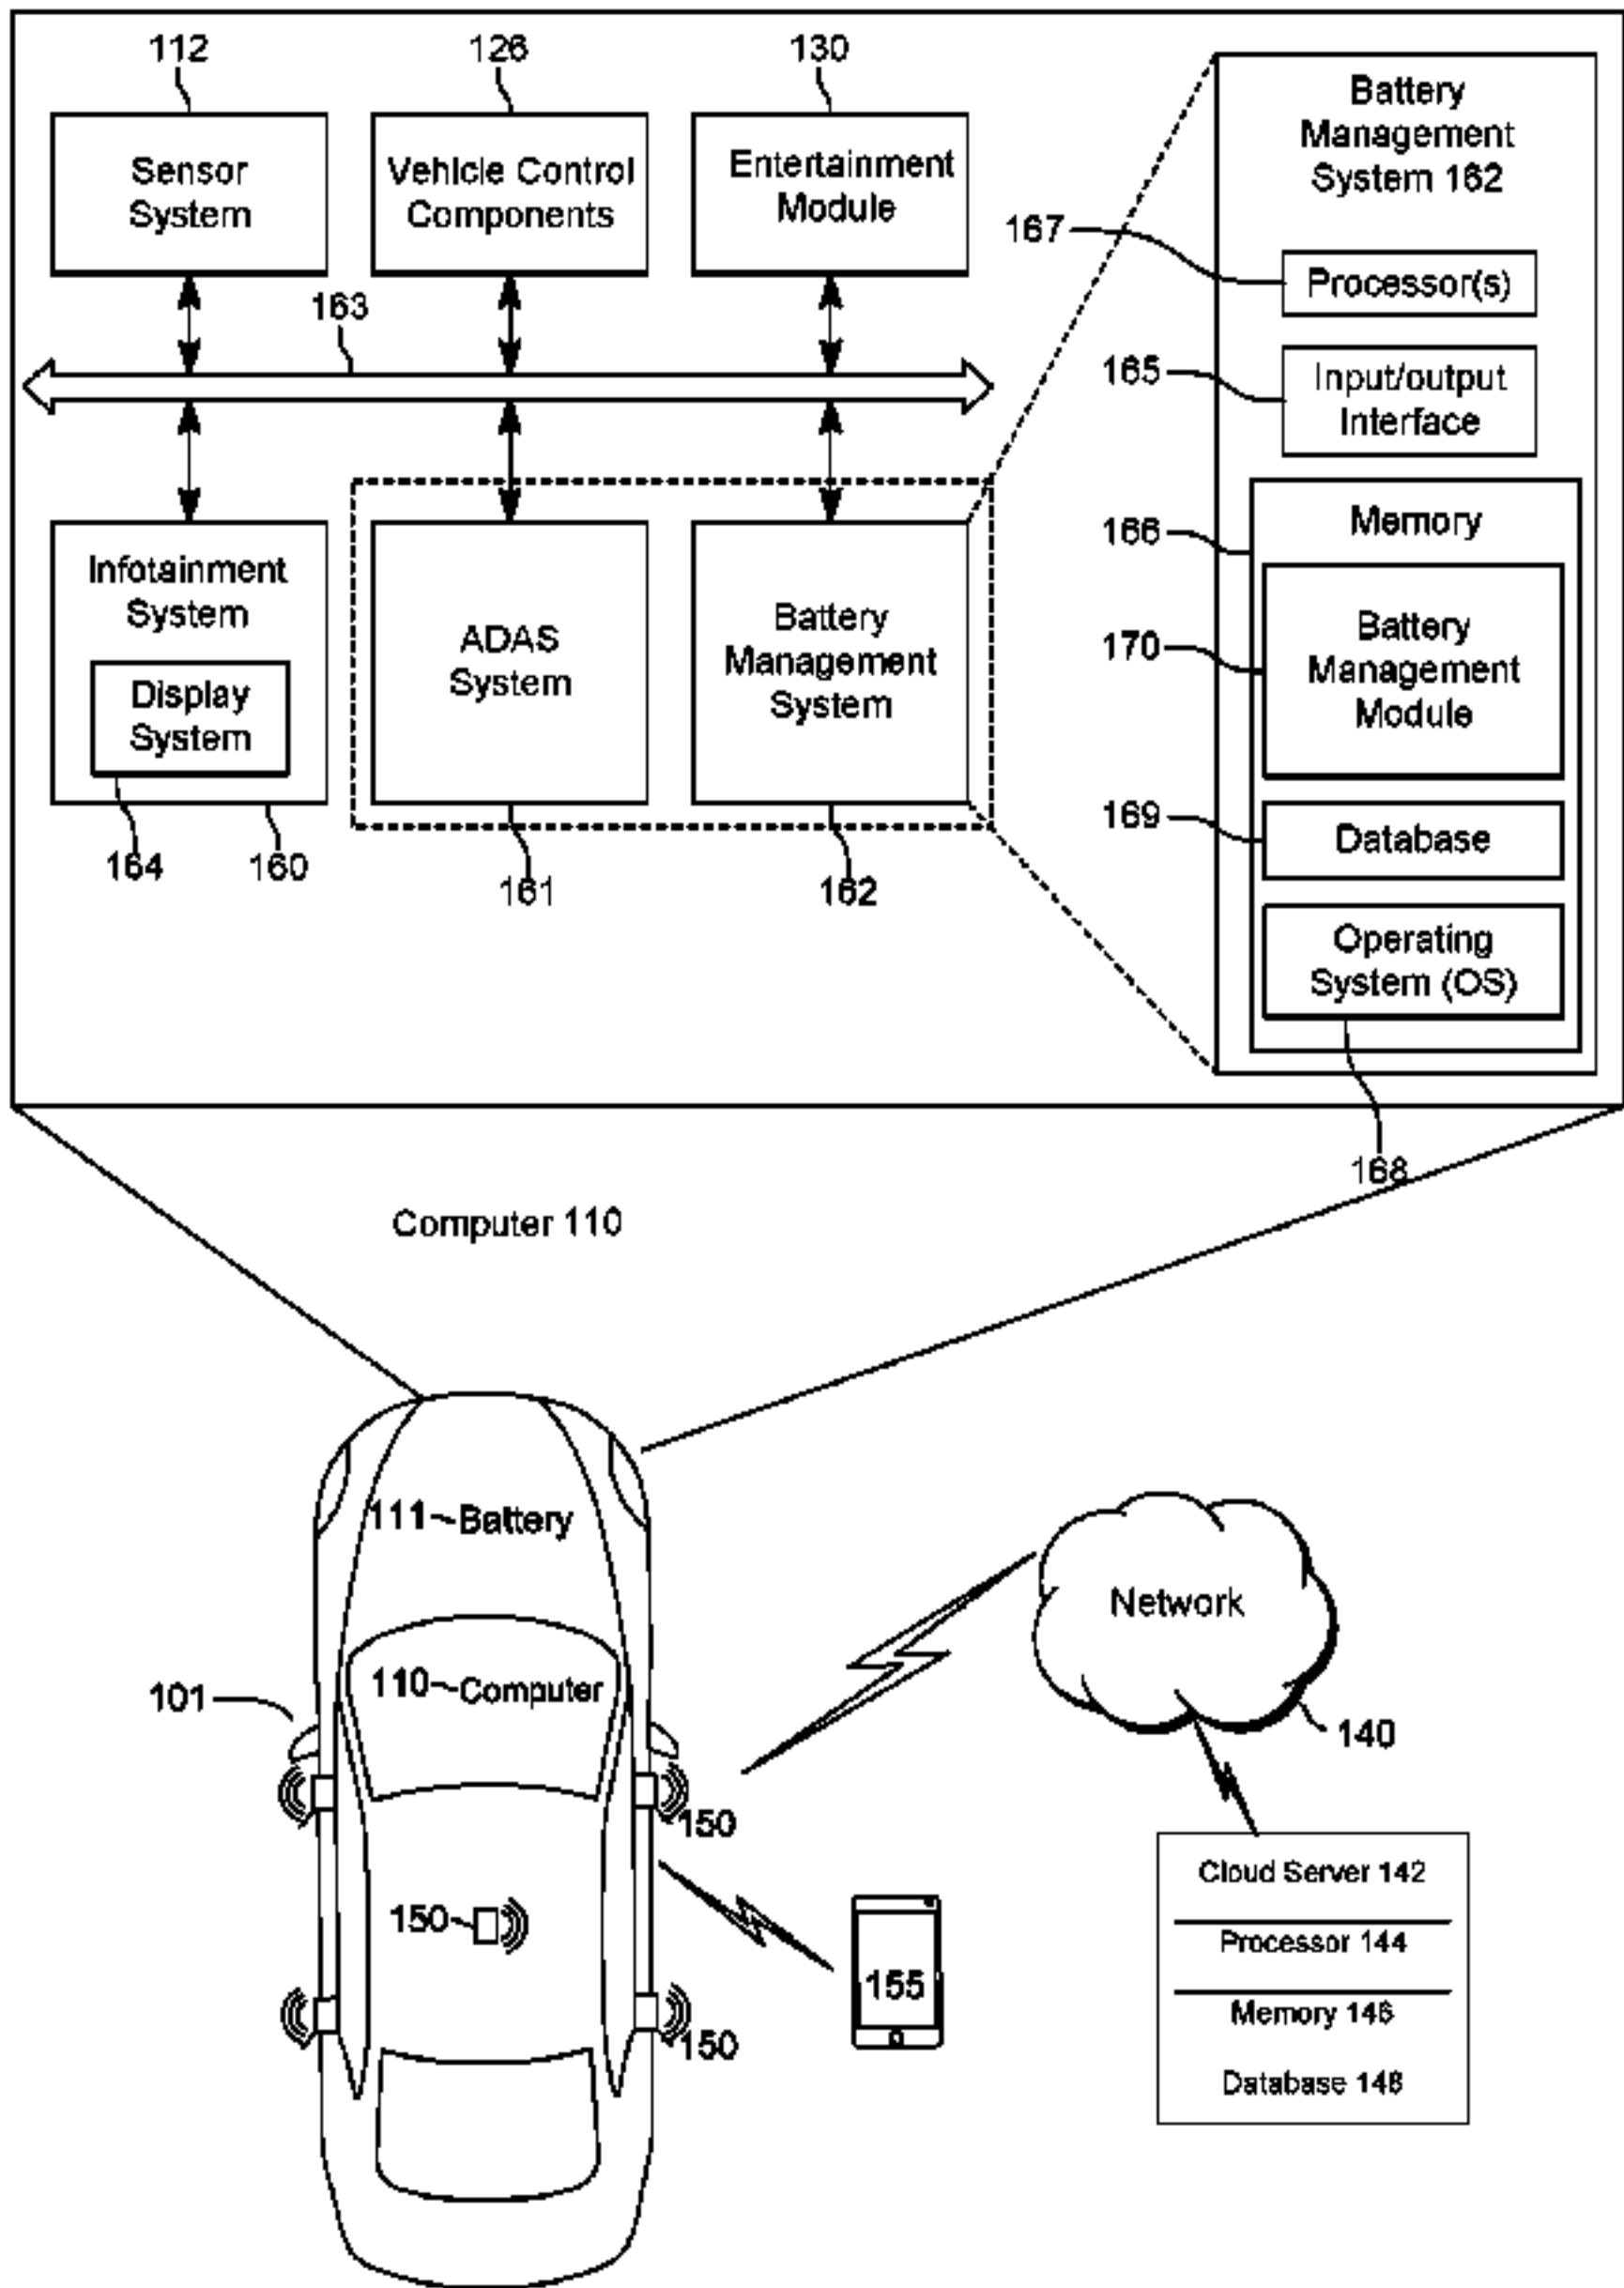 112
126
130
Sensor
System
Vehicle Control
Components
Entertainment
Module
163
Infotainment
System
Display
System
ADAS
System
Battery
Management
System
164
160
161
162
Battery
Management
System 162
167
Processor(s)
165
Input/output
Interface
166
Memory
170
Battery
Management
Module
169
Database
Operating
System (OS)
168
Computer 110
111
Battery
110
Computer
101
150
150
150
155
Network
140
Cloud Server 142
Processor 144
Memory 146
Database 148